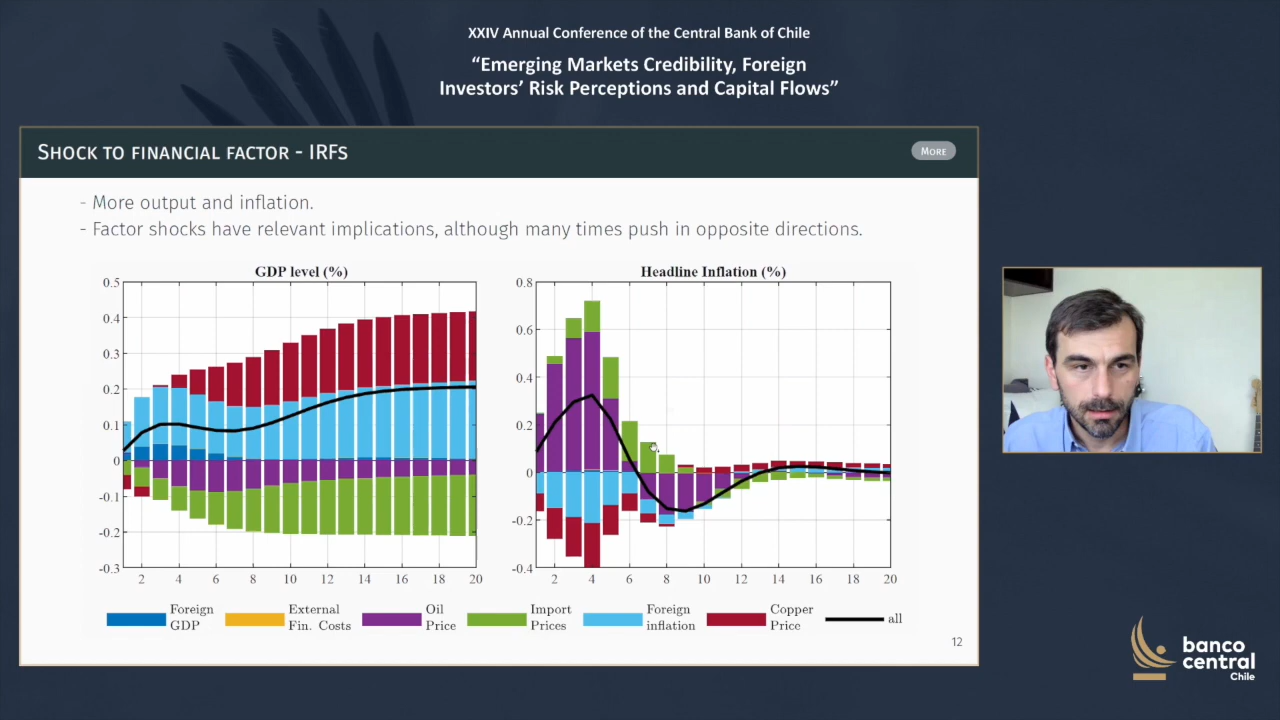 XXIV Annual Conference of the Central Bank of Chile
“Emerging Markets Credibility, Foreign
Investors’ Risk Perceptions and Capital Flows”
Shock to financial factor - IRFs
More
- More output and inflation.
- Factor shocks have relevant implications, although many times push in opposite directions.
GDP level (%)
0.5
0.4
0.3
0.2
0.1
0
-0.1
-0.2
-0.3
2 4 6 8 10 12 14 16 18 20
Headline Inflation (%)
0.8
0.6
0.4
0.2
0
-0.2
-0.4
2 4 6 8 10 12 14 16 18 20
Foreign GDP
External Fin. Costs
Oil Price
Import Prices
Foreign inflation
Copper Price
all
12
banco
central
Chile